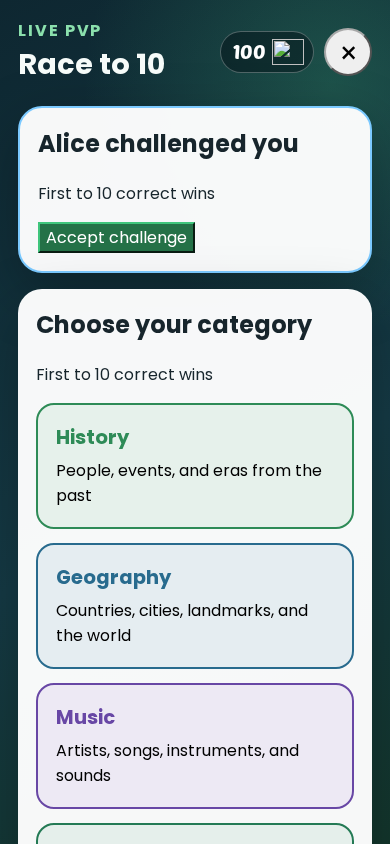 LIVE PVP
Race to 10
100
×
Alice challenged you
First to 10 correct wins
Accept challenge
Choose your category
First to 10 correct wins
History
People, events, and eras from the
past
Geography
Countries, cities, landmarks, and
the world
Music
Artists, songs, instruments, and
sounds